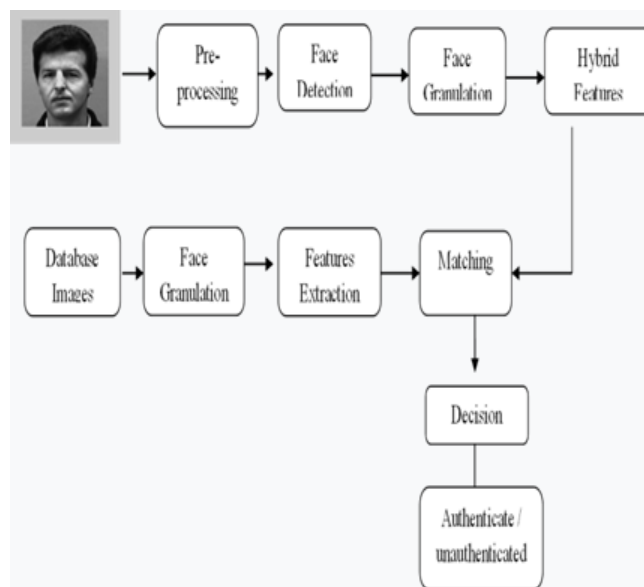 Pre-
processing
Face
Detection
Face
Granulation
Hybrid
Features
Database
Images
Face
Granulation
Features
Extraction
Matching
Decision
Authenticate /
unauthenticated